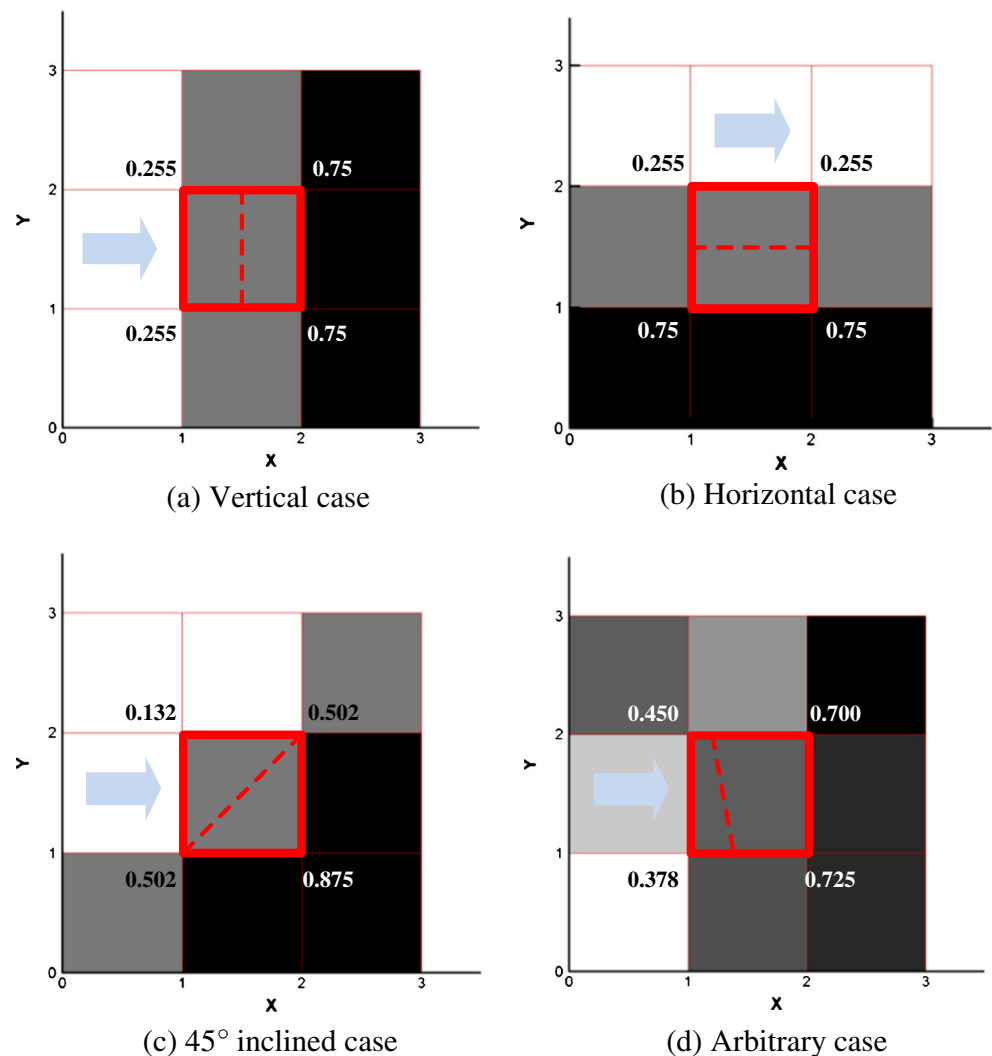 3
0.255 0.75
2
Y
1
0.255 0.75
0
0 1 2 3
X
(a) Vertical case
3
0.255 0.255
2
Y
1
0.75 0.75
0
0 1 2 3
X
(b) Horizontal case
3
0.132 0.502
2
Y
1
0.502 0.875
0
0 1 2 3
X
(c) 45° inclined case
3
0.450 0.700
2
Y
1
0.378 0.725
0
0 1 2 3
X
(d) Arbitrary case